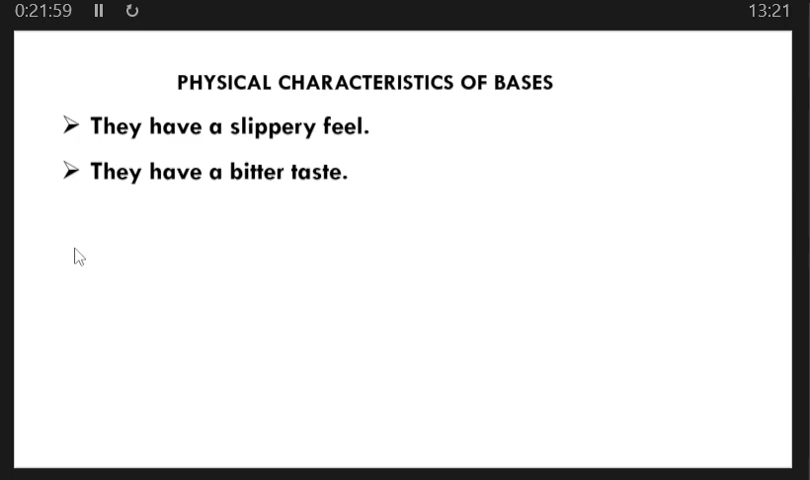 0:21:59
13:21
PHYSICAL CHARACTERISTICS OF BASES
They have a slippery feel.
They have a bitter taste.